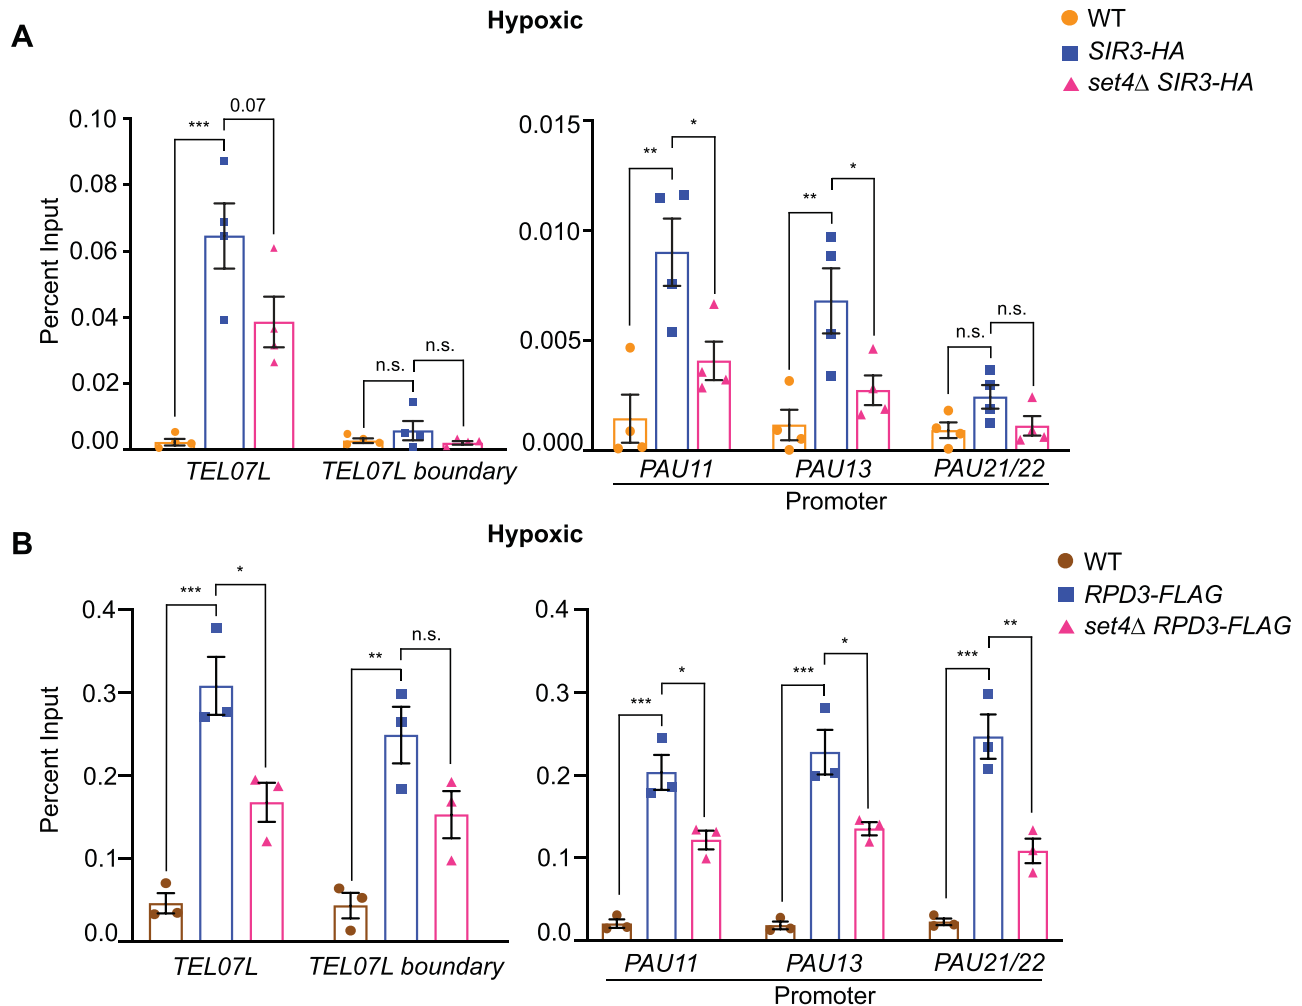 A
Hypoxic
WT
SIR3-HA
set4Δ SIR3-HA
Percent Input
0.10
0.08
0.06
0.04
0.02
0.00
***
0.07
n.s.
n.s.
TEL07L
TEL07L boundary
0.015
0.010
0.005
0.000
**
*
**
*
n.s.
n.s.
PAU11
PAU13
PAU21/22
Promoter
B
Hypoxic
WT
RPD3-FLAG
set4Δ RPD3-FLAG
Percent Input
0.4
0.3
0.2
0.1
0.0
***
*
**
n.s.
TEL07L
TEL07L boundary
0.4
0.3
0.2
0.1
0.0
***
*
***
*
***
**
PAU11
PAU13
PAU21/22
Promoter